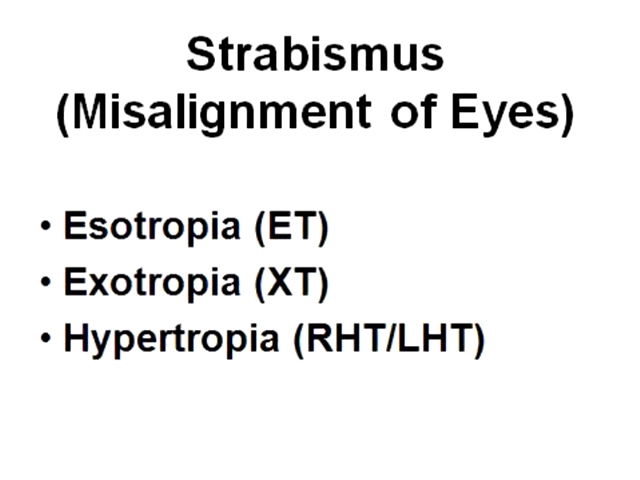 Strabismus
(Misalignment of Eyes)
• Esotropia (ET)
• Exotropia (XT)
• Hypertropia (RHT/LHT)